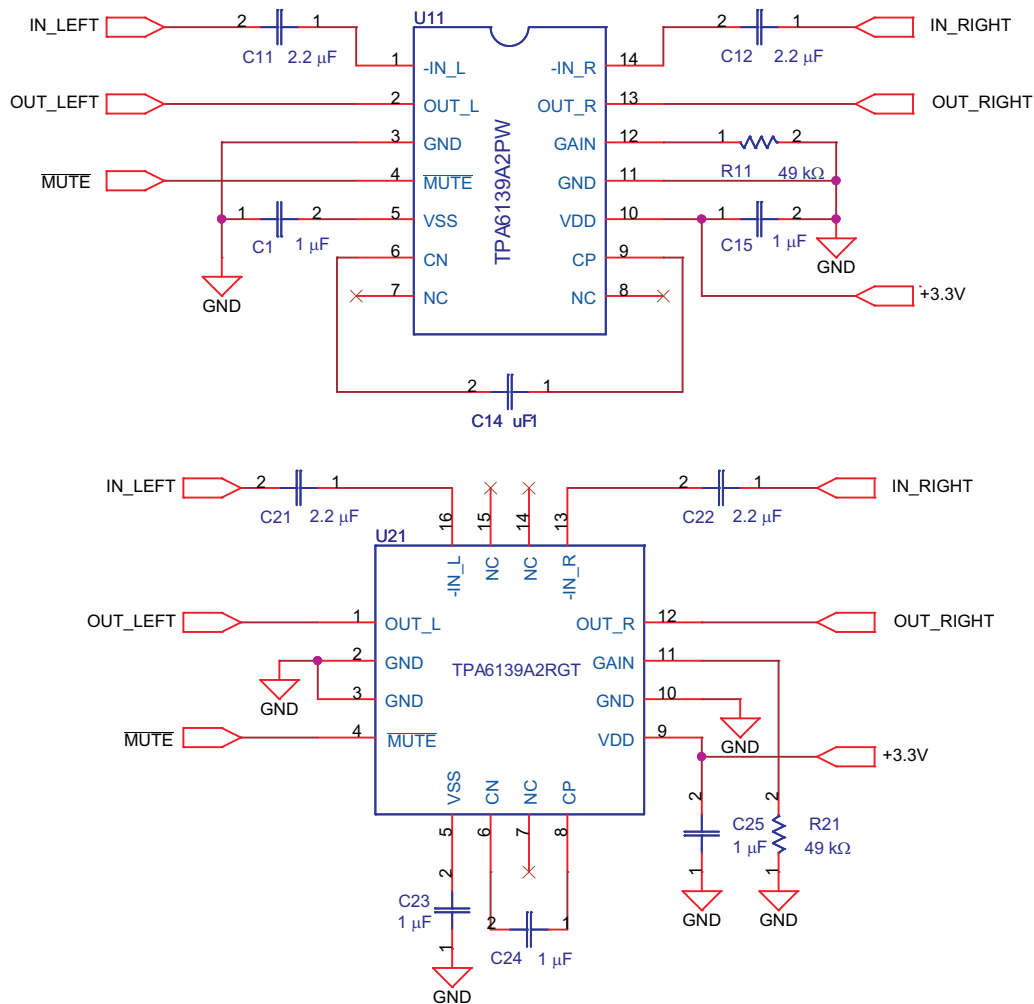 IN_LEFT 2 1 U11 2 1 IN_RIGHT
C11 2.2 μF 1 -IN_L -IN_R 14 C12 2.2 μF
OUT_LEFT 2 OUT_L OUT_R 13 OUT_RIGHT
3 GND GAIN 12 1 2
R11 49 kΩ
MUTE 4 MUTE GND 11
1 2 5 VSS VDD 10 1 2
C1 1 μF C15 1 μF
TPA6139A2PW
6 CN CP 9
GND
GND 7 NC NC 8 +3.3V
2 1
C14 uF1
IN_LEFT 2 1 2 1 IN_RIGHT
C21 2.2 μF 16 15 14 13 C22 2.2 μF
U21
-IN_L NC NC -IN_R
OUT_LEFT 1 OUT_L OUT_R 12 OUT_RIGHT
2 GND TPA6139A2RGT GAIN 11
GND 3 GND GND 10
MUTE 4 MUTE VDD 9 GND
+3.3V
VSS CN NC CP
5 6 7 8
2 2
C25 R21
1 μF 49 kΩ
1 1
GND GND
2
C23
1 μF
1
2 1
C24 1 μF
GND